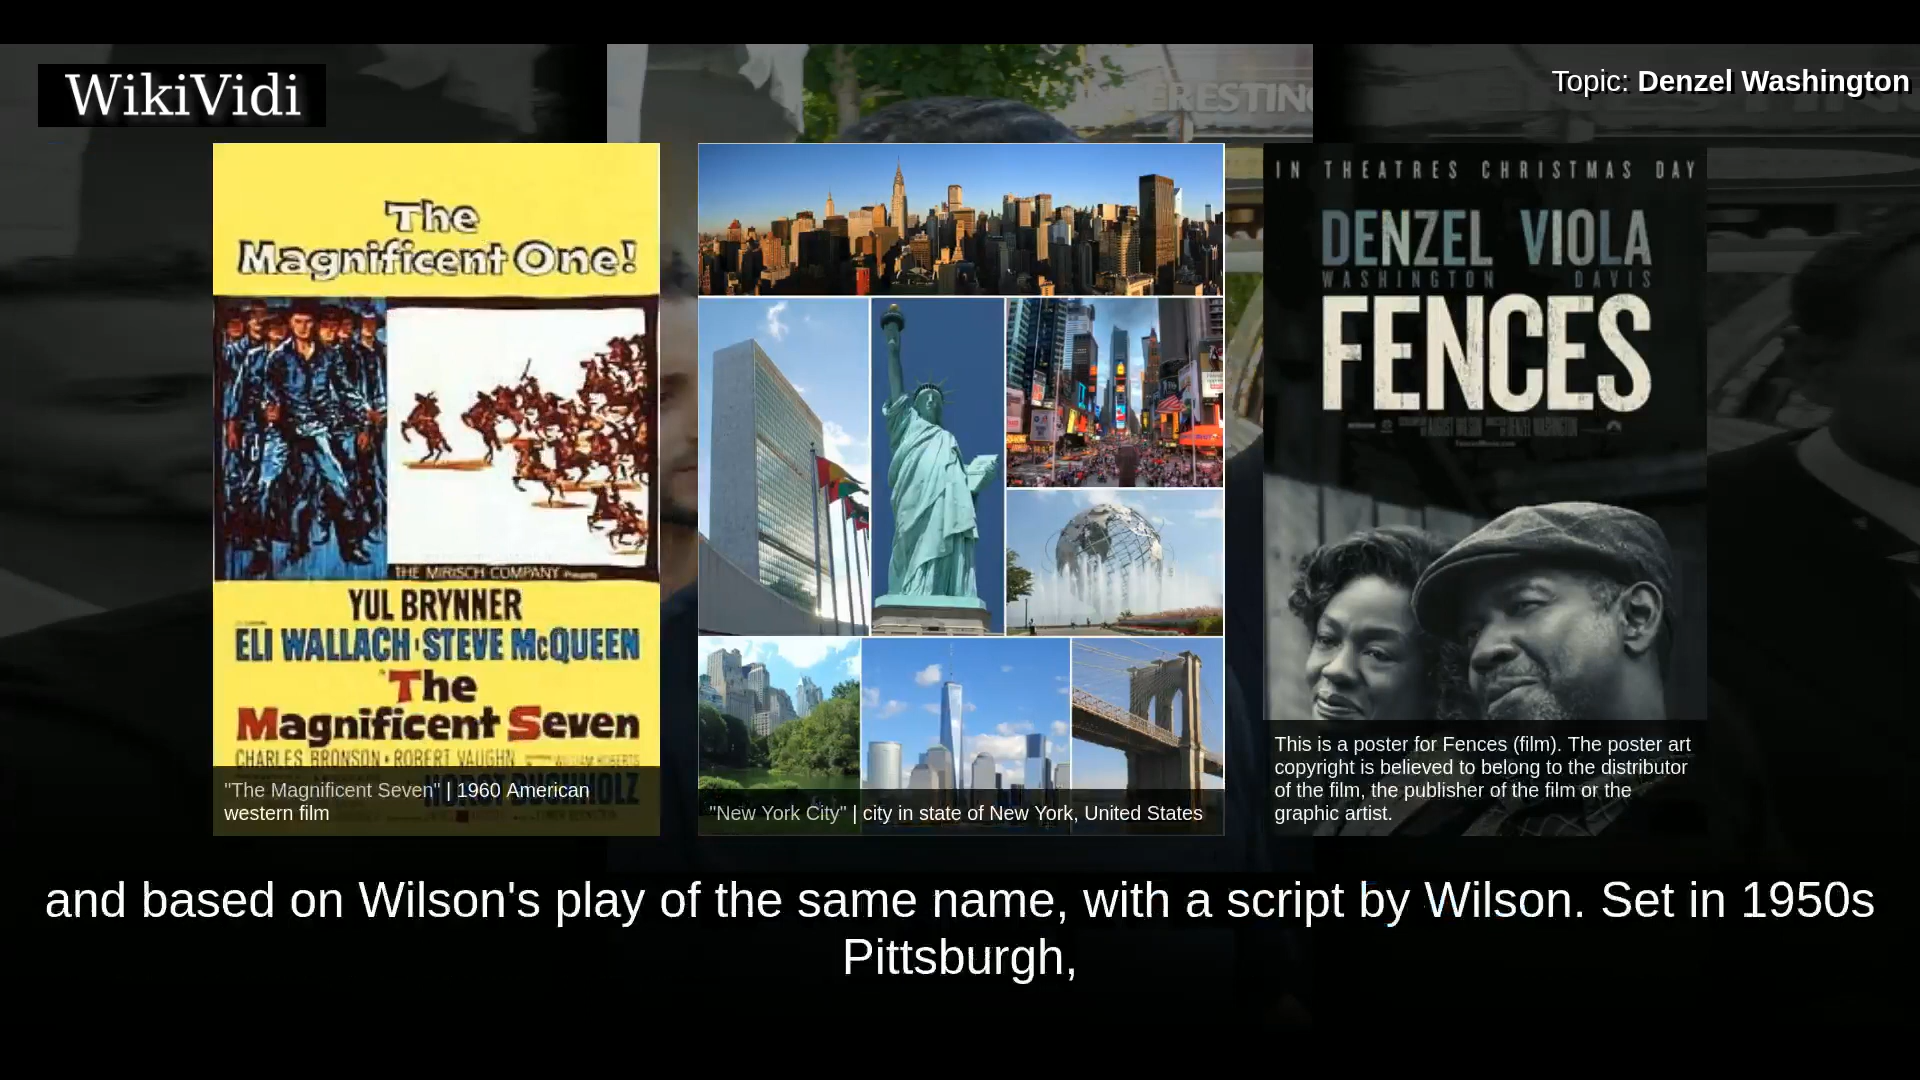 WikiVidi
Topic: Denzel Washington
The
Magnificent One!
THE MIRISCH COMPANY Presents
YUL BRYNNER
ELI WALLACH · STEVE McQUEEN
"The
Magnificent Seven
CHARLES BRONSON · ROBERT VAUGHN
HORST BUCHHOLZ
"The Magnificent Seven" | 1960 American
western film
"New York City" | city in state of New York, United States
IN THEATRES CHRISTMAS DAY
DENZEL VIOLA
WASHINGTON DAVIS
FENCES
This is a poster for Fences (film). The poster art
copyright is believed to belong to the distributor
of the film, the publisher of the film or the
graphic artist.
and based on Wilson's play of the same name, with a script by Wilson. Set in 1950s
Pittsburgh,